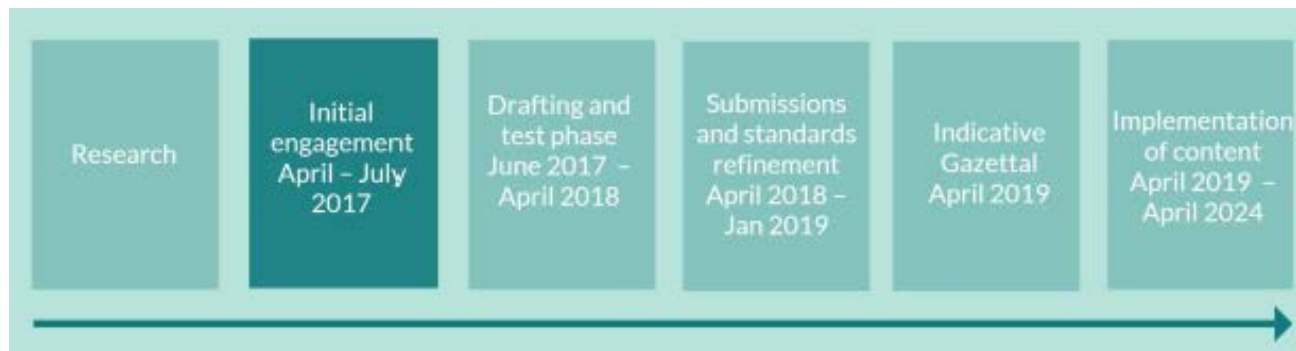 Research
Initial
engagement
April – July
2017
Drafting and
test phase
June 2017 –
April 2018
Submissions
and standards
refinement
April 2018 –
Jan 2019
Indicative
Gazettal
April 2019
Implementation
of content
April 2019 –
April 2024